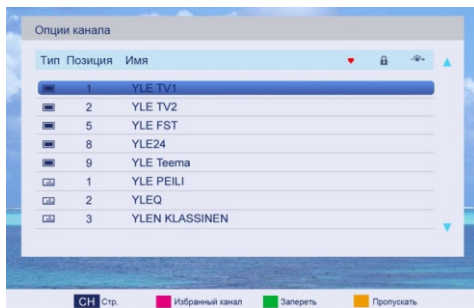 Опции канала
Тип Позиция Имя
1 YLE TV1
2 YLE TV2
5 YLE FST
8 YLE24
9 YLE Teema
1 YLE PEILI
2 YLEQ
3 YLEN KLASSINEN
CH Стр. Избранный канал Запереть Пропускать